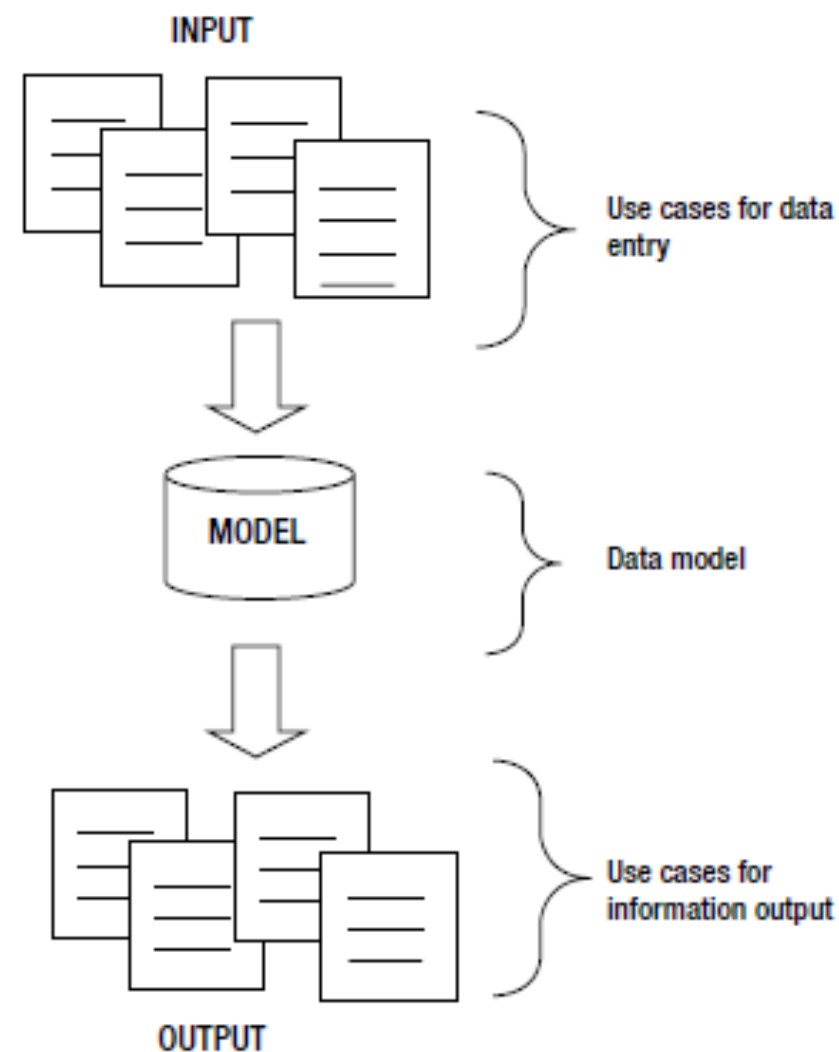 INPUT
Use cases for data
entry
MODEL
Data model
Use cases for
information output
OUTPUT